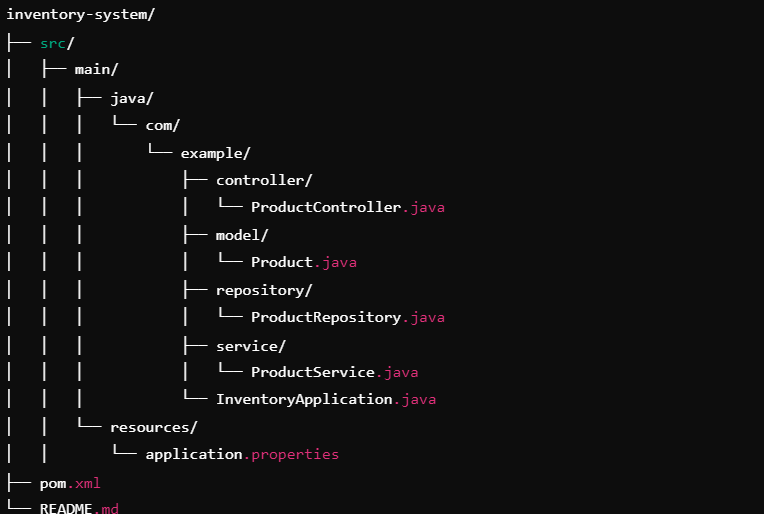 inventory-system/
├── src/
│   ├── main/
│   │   ├── java/
│   │   │   └── com/
│   │   │       └── example/
│   │   │           ├── controller/
│   │   │           │   └── ProductController.java
│   │   │           ├── model/
│   │   │           │   └── Product.java
│   │   │           ├── repository/
│   │   │           │   └── ProductRepository.java
│   │   │           ├── service/
│   │   │           │   └── ProductService.java
│   │   │           └── InventoryApplication.java
│   │   └── resources/
│   │       └── application.properties
├── pom.xml
└── README.md